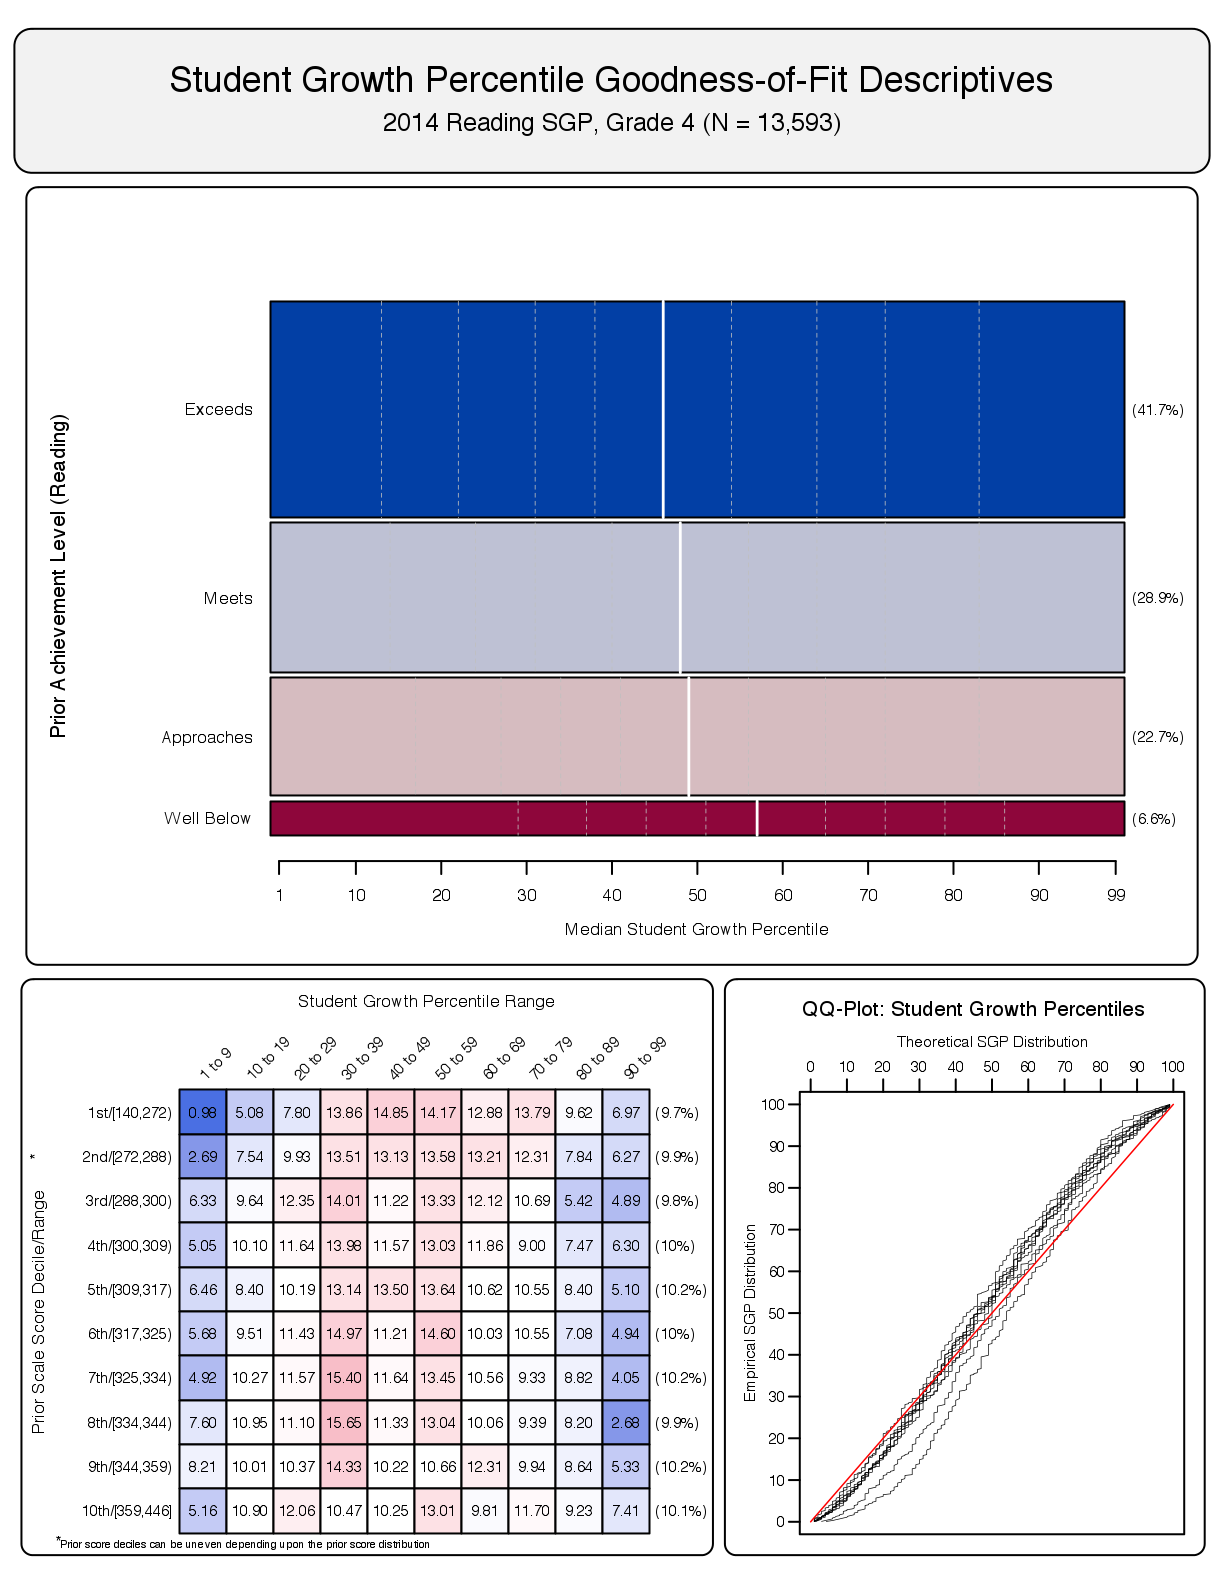 Student Growth Percentile Goodness-of-Fit Descriptives
2014 Reading SGP, Grade 4 (N = 13,593)
Prior Achievement Level (Reading)
Exceeds (41.7%)
Meets (28.9%)
Approaches (22.7%)
Well Below (6.6%)
1 10 20 30 40 50 60 70 80 90 99
Median Student Growth Percentile
Student Growth Percentile Range
1 to 9 10 to 19 20 to 29 30 to 39 40 to 49 50 to 59 60 to 69 70 to 79 80 to 89 90 to 99
Prior Scale Score Decile/Range *
1st/[140,272] 0.98 5.08 7.80 13.86 14.85 14.17 12.88 13.79 9.62 6.97 (9.7%)
2nd/[272,288] 2.69 7.54 9.93 13.51 13.13 13.58 13.21 12.31 7.84 6.27 (9.9%)
3rd/[288,300] 6.33 9.64 12.35 14.01 11.22 13.33 12.12 10.69 5.42 4.89 (9.8%)
4th/[300,309] 5.05 10.10 11.64 13.98 11.57 13.03 11.86 9.00 7.47 6.30 (10%)
5th/[309,317] 6.46 8.40 10.19 13.14 13.50 13.64 10.62 10.55 8.40 5.10 (10.2%)
6th/[317,325] 5.68 9.51 11.43 14.97 11.21 14.60 10.03 10.55 7.08 4.94 (10%)
7th/[325,334] 4.92 10.27 11.57 15.40 11.64 13.45 10.56 9.33 8.82 4.05 (10.2%)
8th/[334,344] 7.60 10.95 11.10 15.65 11.33 13.04 10.06 9.39 8.20 2.68 (9.9%)
9th/[344,359] 8.21 10.01 10.37 14.33 10.22 10.66 12.31 9.94 8.64 5.33 (10.2%)
10th/[359,446] 5.16 10.90 12.06 10.47 10.25 13.01 9.81 11.70 9.23 7.41 (10.1%)
*Prior score deciles can be uneven depending upon the prior score distribution
QQ-Plot: Student Growth Percentiles
Theoretical SGP Distribution
0 10 20 30 40 50 60 70 80 90 100
Empirical SGP Distribution
100
90
80
70
60
50
40
30
20
10
0